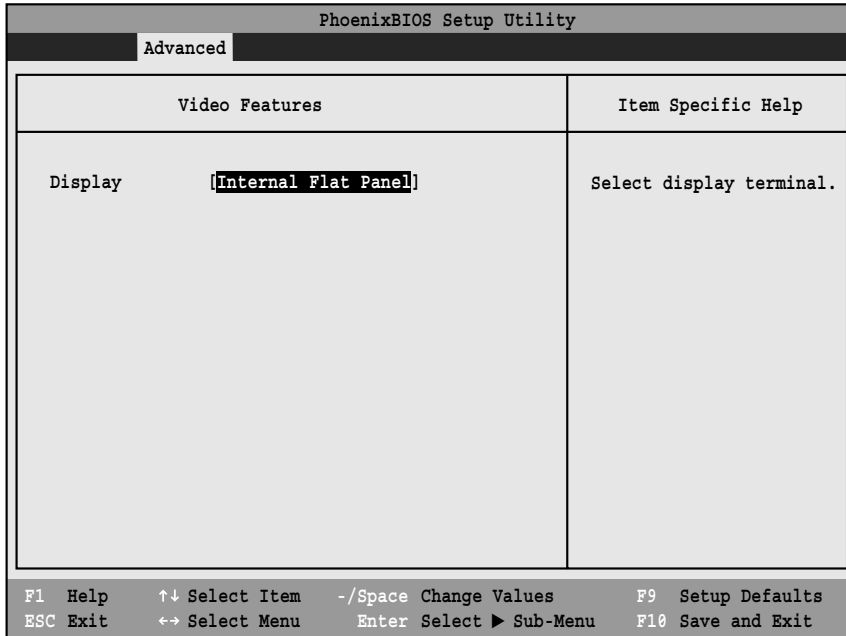 PhoenixBIOS Setup Utility
Advanced
Video Features
Item Specific Help
Display [Internal Flat Panel]
Select display terminal.
F1 Help ↑↓ Select Item -/Space Change Values F9 Setup Defaults
ESC Exit ←→ Select Menu Enter Select ▶ Sub-Menu F10 Save and Exit